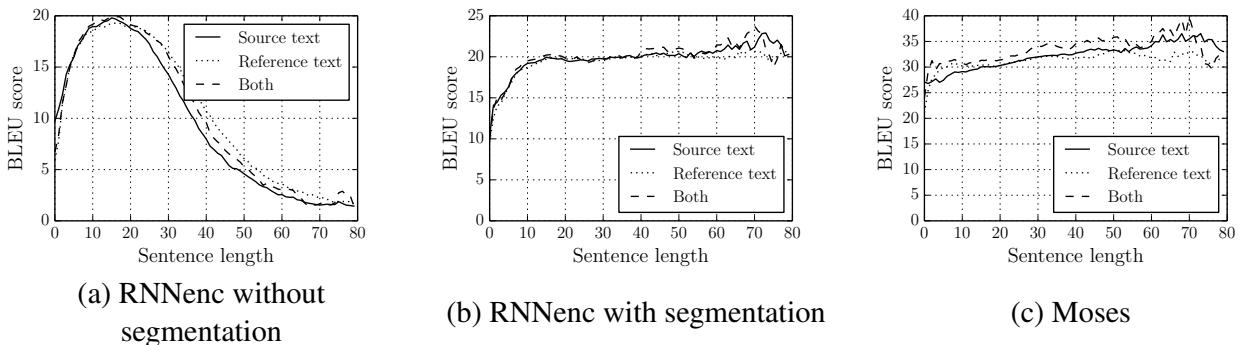 20
15
10
5
0
BLEU score
Source text
Reference text
Both
0 10 20 30 40 50 60 70 80
Sentence length
(a) RNNenc without
segmentation
25
20
15
10
5
0
BLEU score
Source text
Reference text
Both
0 10 20 30 40 50 60 70 80
Sentence length
(b) RNNenc with segmentation
40
35
30
25
20
15
10
5
0
BLEU score
Source text
Reference text
Both
0 10 20 30 40 50 60 70 80
Sentence length
(c) Moses